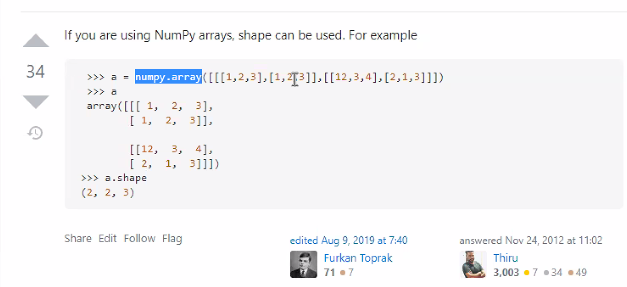 If you are using NumPy arrays, shape can be used. For example
34
>>> a = numpy.array([[[1,2,3],[1,2,3]],[[12,3,4],[2,1,3]]])
>>> a
array([[[ 1, 2, 3],
[ 1, 2, 3]],
[[12, 3, 4],
[ 2, 1, 3]]])
>>> a.shape
(2, 2, 3)
Share Edit Follow Flag
edited Aug 9, 2019 at 7:40
Furkan Toprak
71 7
answered Nov 24, 2012 at 11:02
Thiru
3,003 7 34 49